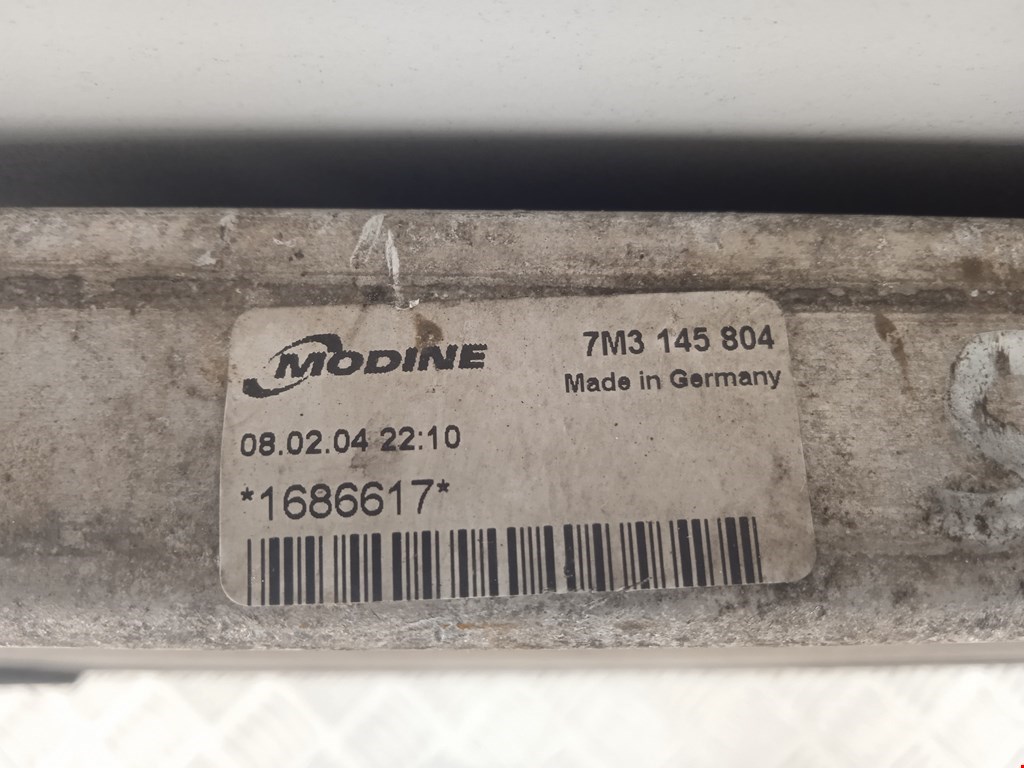 MODINE
7M3 145 804
Made in Germany
08.02.04 22:10
*1686617*